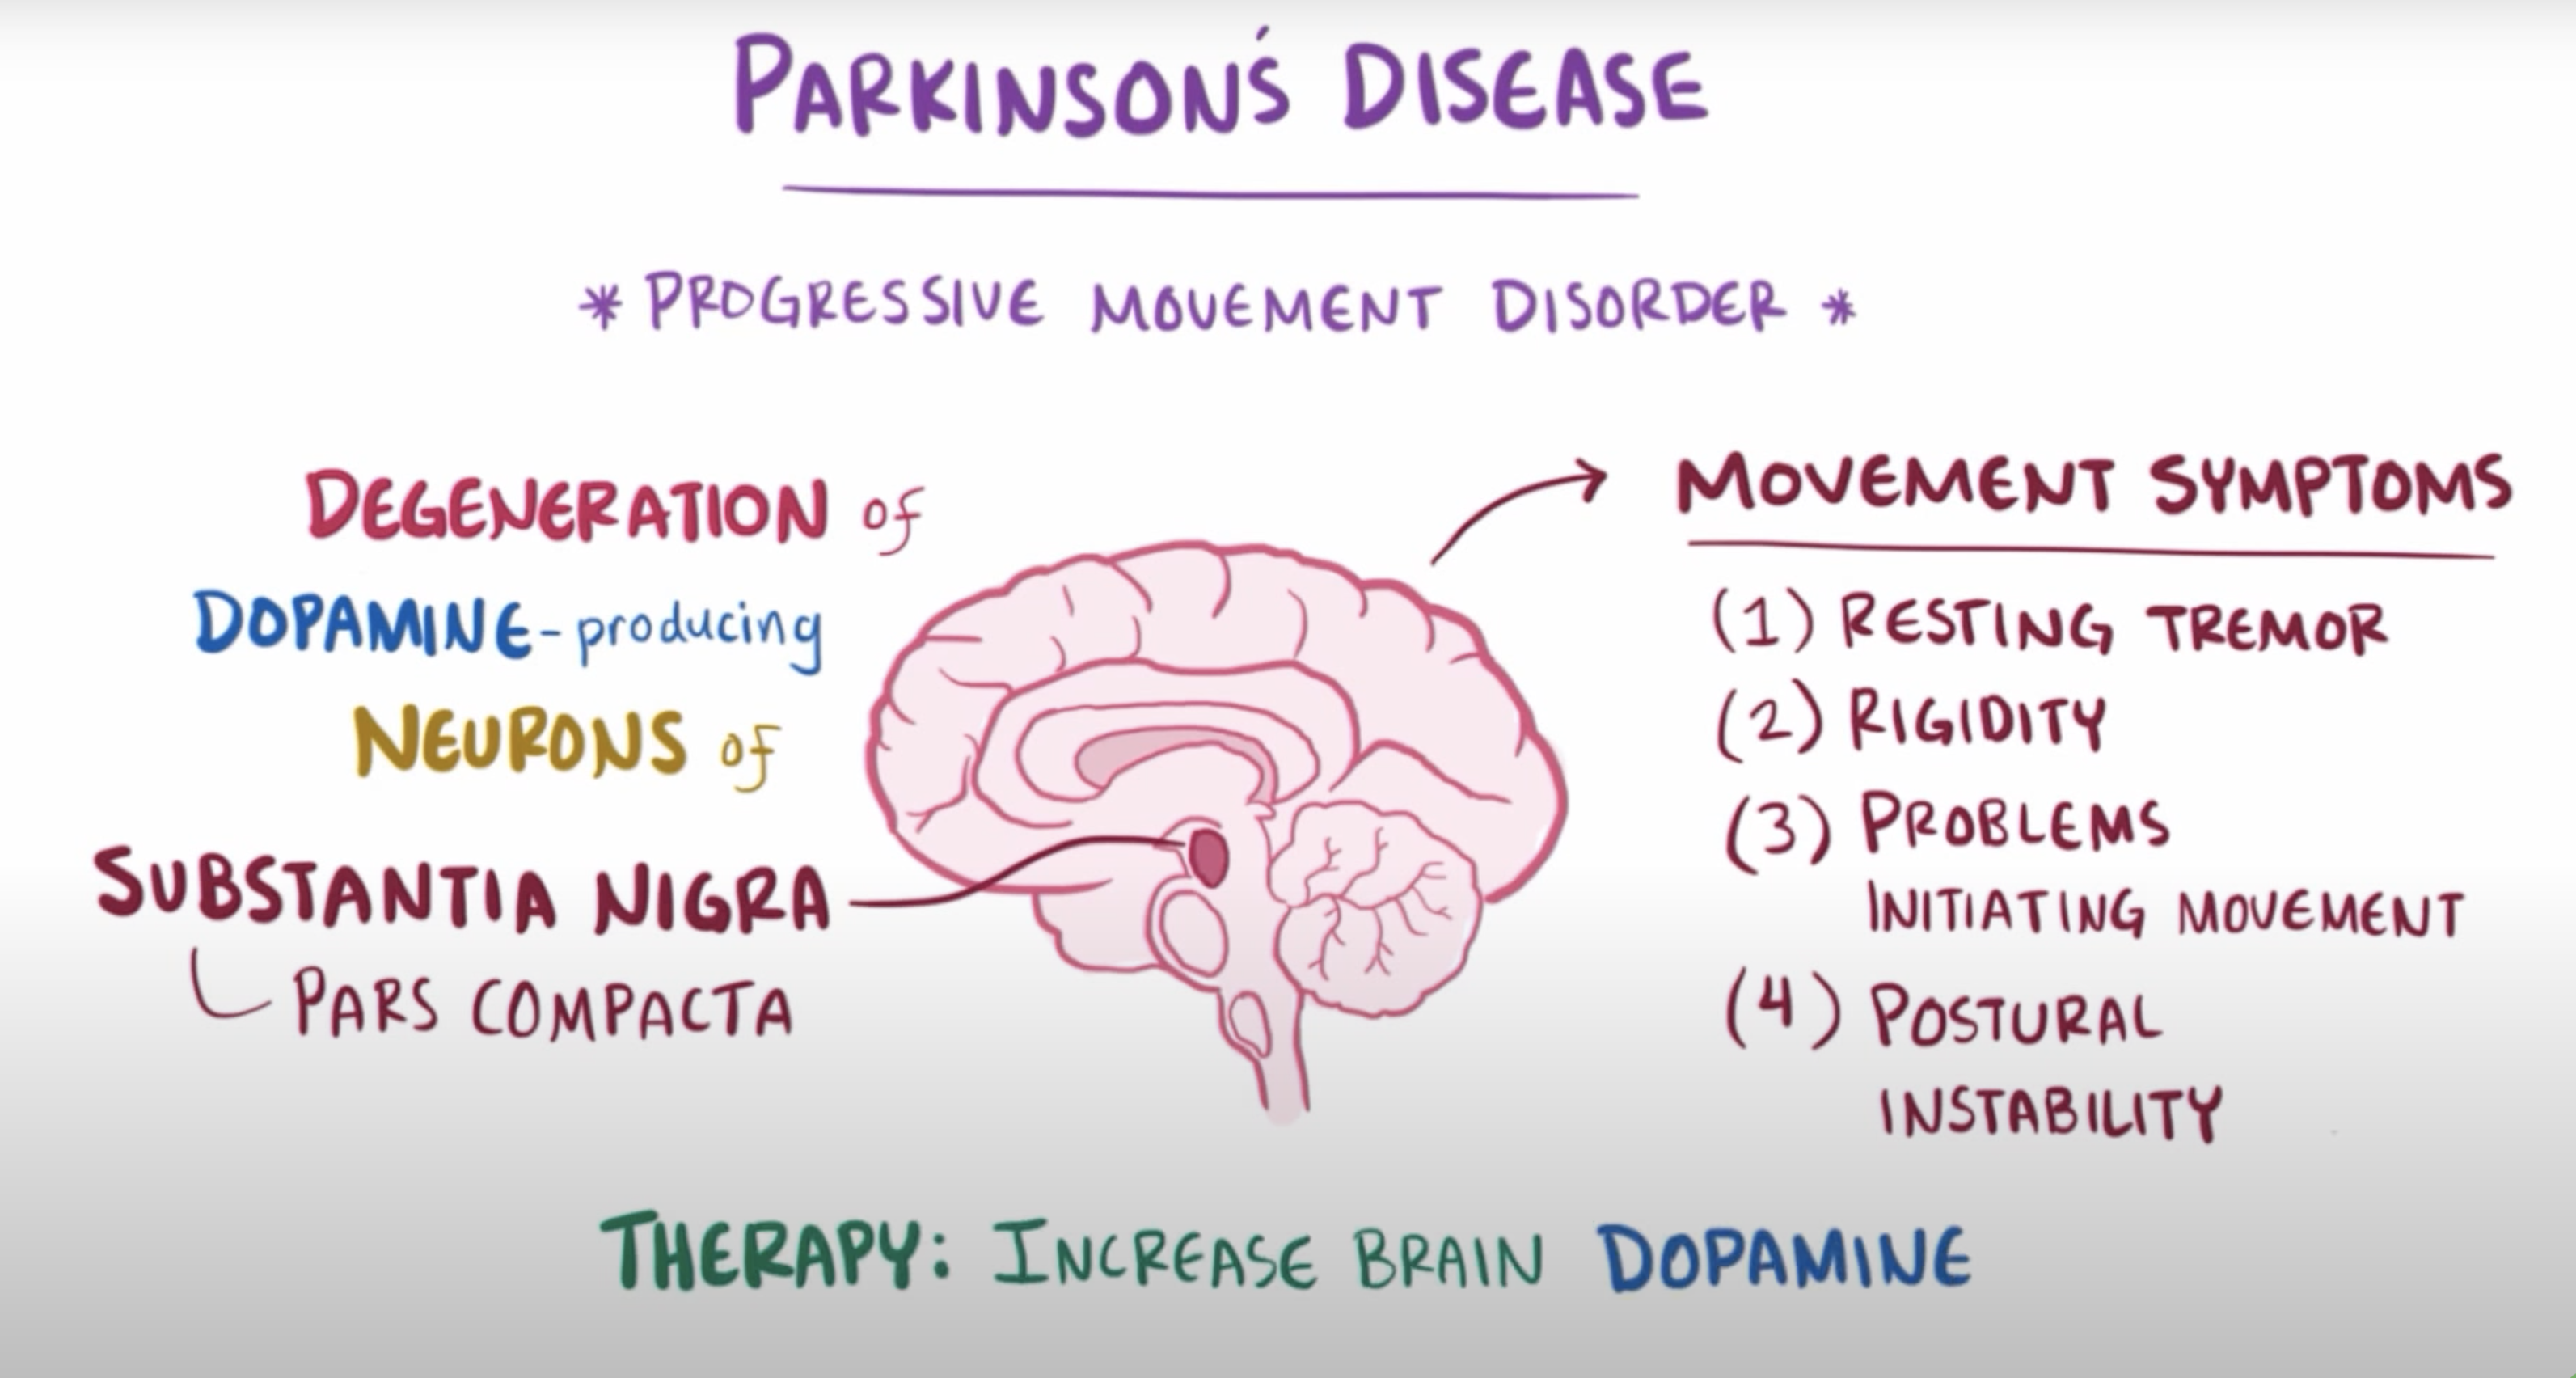 PARKINSON'S DISEASE
* PROGRESSIVE MOVEMENT DISORDER *
DEGENERATION of
DOPAMINE-producing
NEURONS of
SUBSTANTIA NIGRA
PARS COMPACTA
MOVEMENT SYMPTOMS
(1) RESTING TREMOR
(2) RIGIDITY
(3) PROBLEMS
INITIATING MOVEMENT
(4) POSTURAL
INSTABILITY
THERAPY: INCREASE BRAIN DOPAMINE